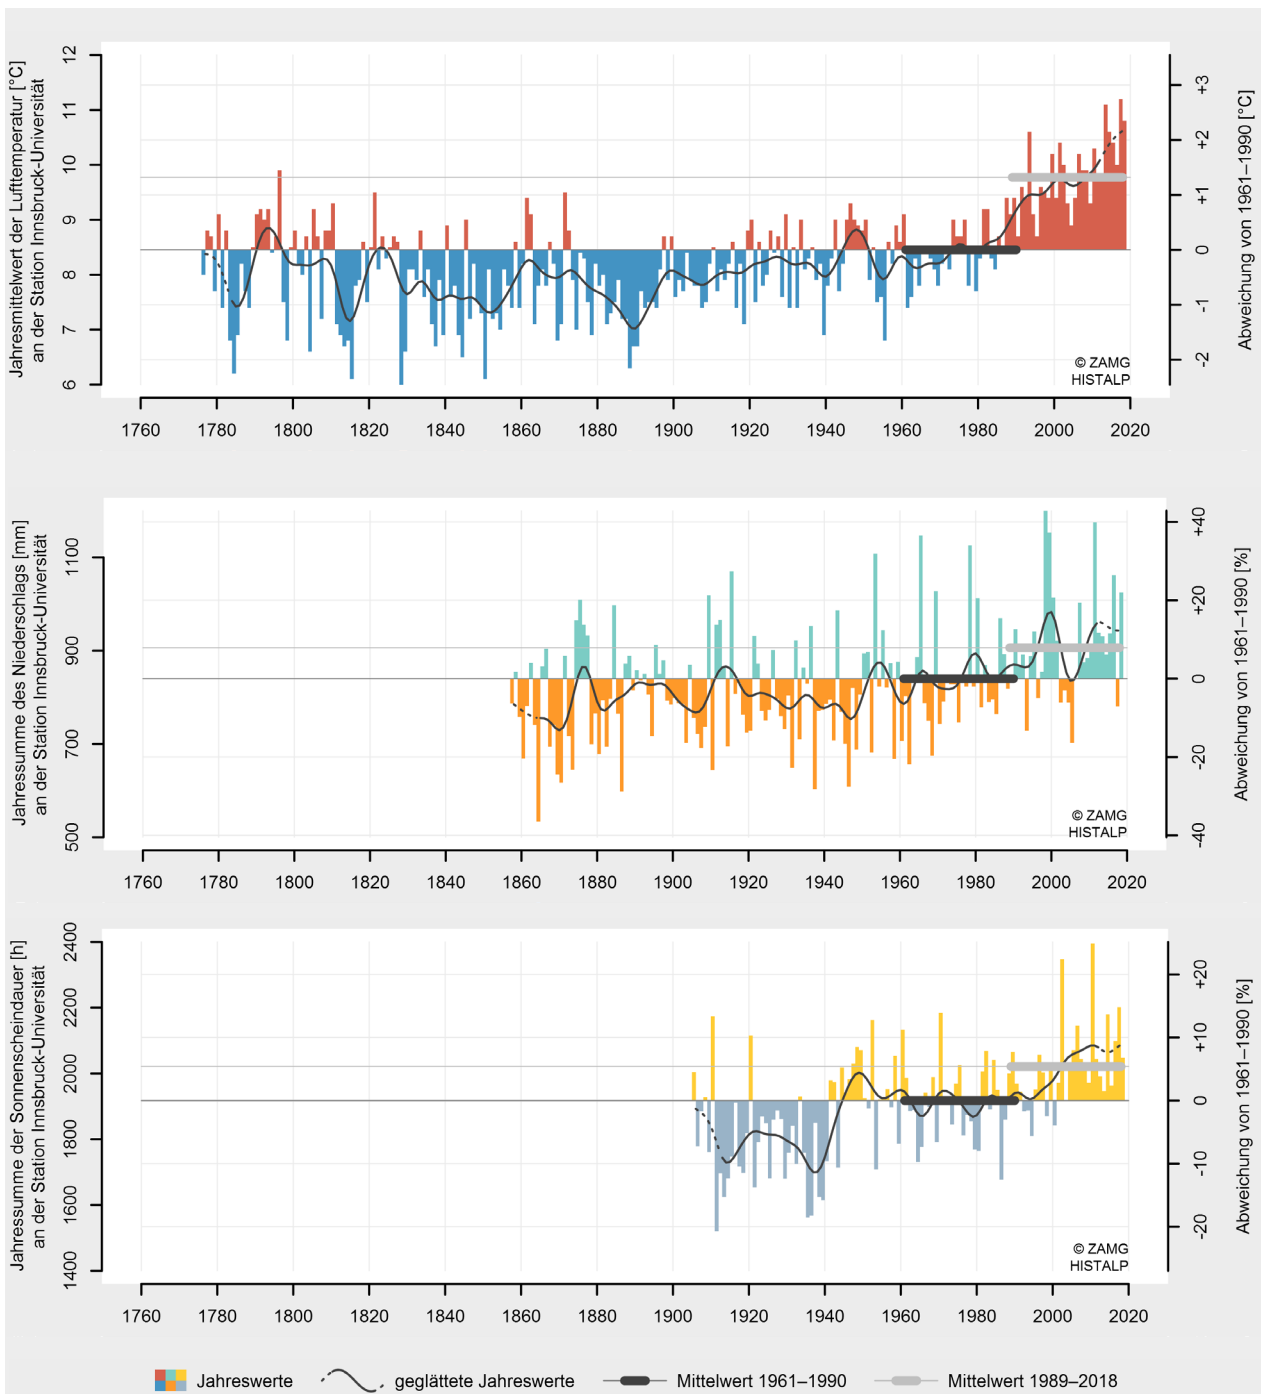 Jahresmittelwert der Lufttemperatur [°C]
an der Station Innsbruck-Universität
12
11
10
9
8
7
6
+3
+2
+1
0
-1
-2
Abweichung von 1961–1990 [°C]
© ZAMG
HISTALP
1760 1780 1800 1820 1840 1860 1880 1900 1920 1940 1960 1980 2000 2020
Jahressumme des Niederschlags [mm]
an der Station Innsbruck-Universität
1100
900
700
500
+40
+20
0
-20
-40
Abweichung von 1961–1990 [%]
© ZAMG
HISTALP
1760 1780 1800 1820 1840 1860 1880 1900 1920 1940 1960 1980 2000 2020
Jahressumme der Sonnenscheindauer [h]
an der Station Innsbruck-Universität
2400
2200
2000
1800
1600
1400
+20
+10
0
-10
-20
Abweichung von 1961–1990 [%]
© ZAMG
HISTALP
1760 1780 1800 1820 1840 1860 1880 1900 1920 1940 1960 1980 2000 2020
Jahreswerte geglättete Jahreswerte Mittelwert 1961–1990 Mittelwert 1989–2018